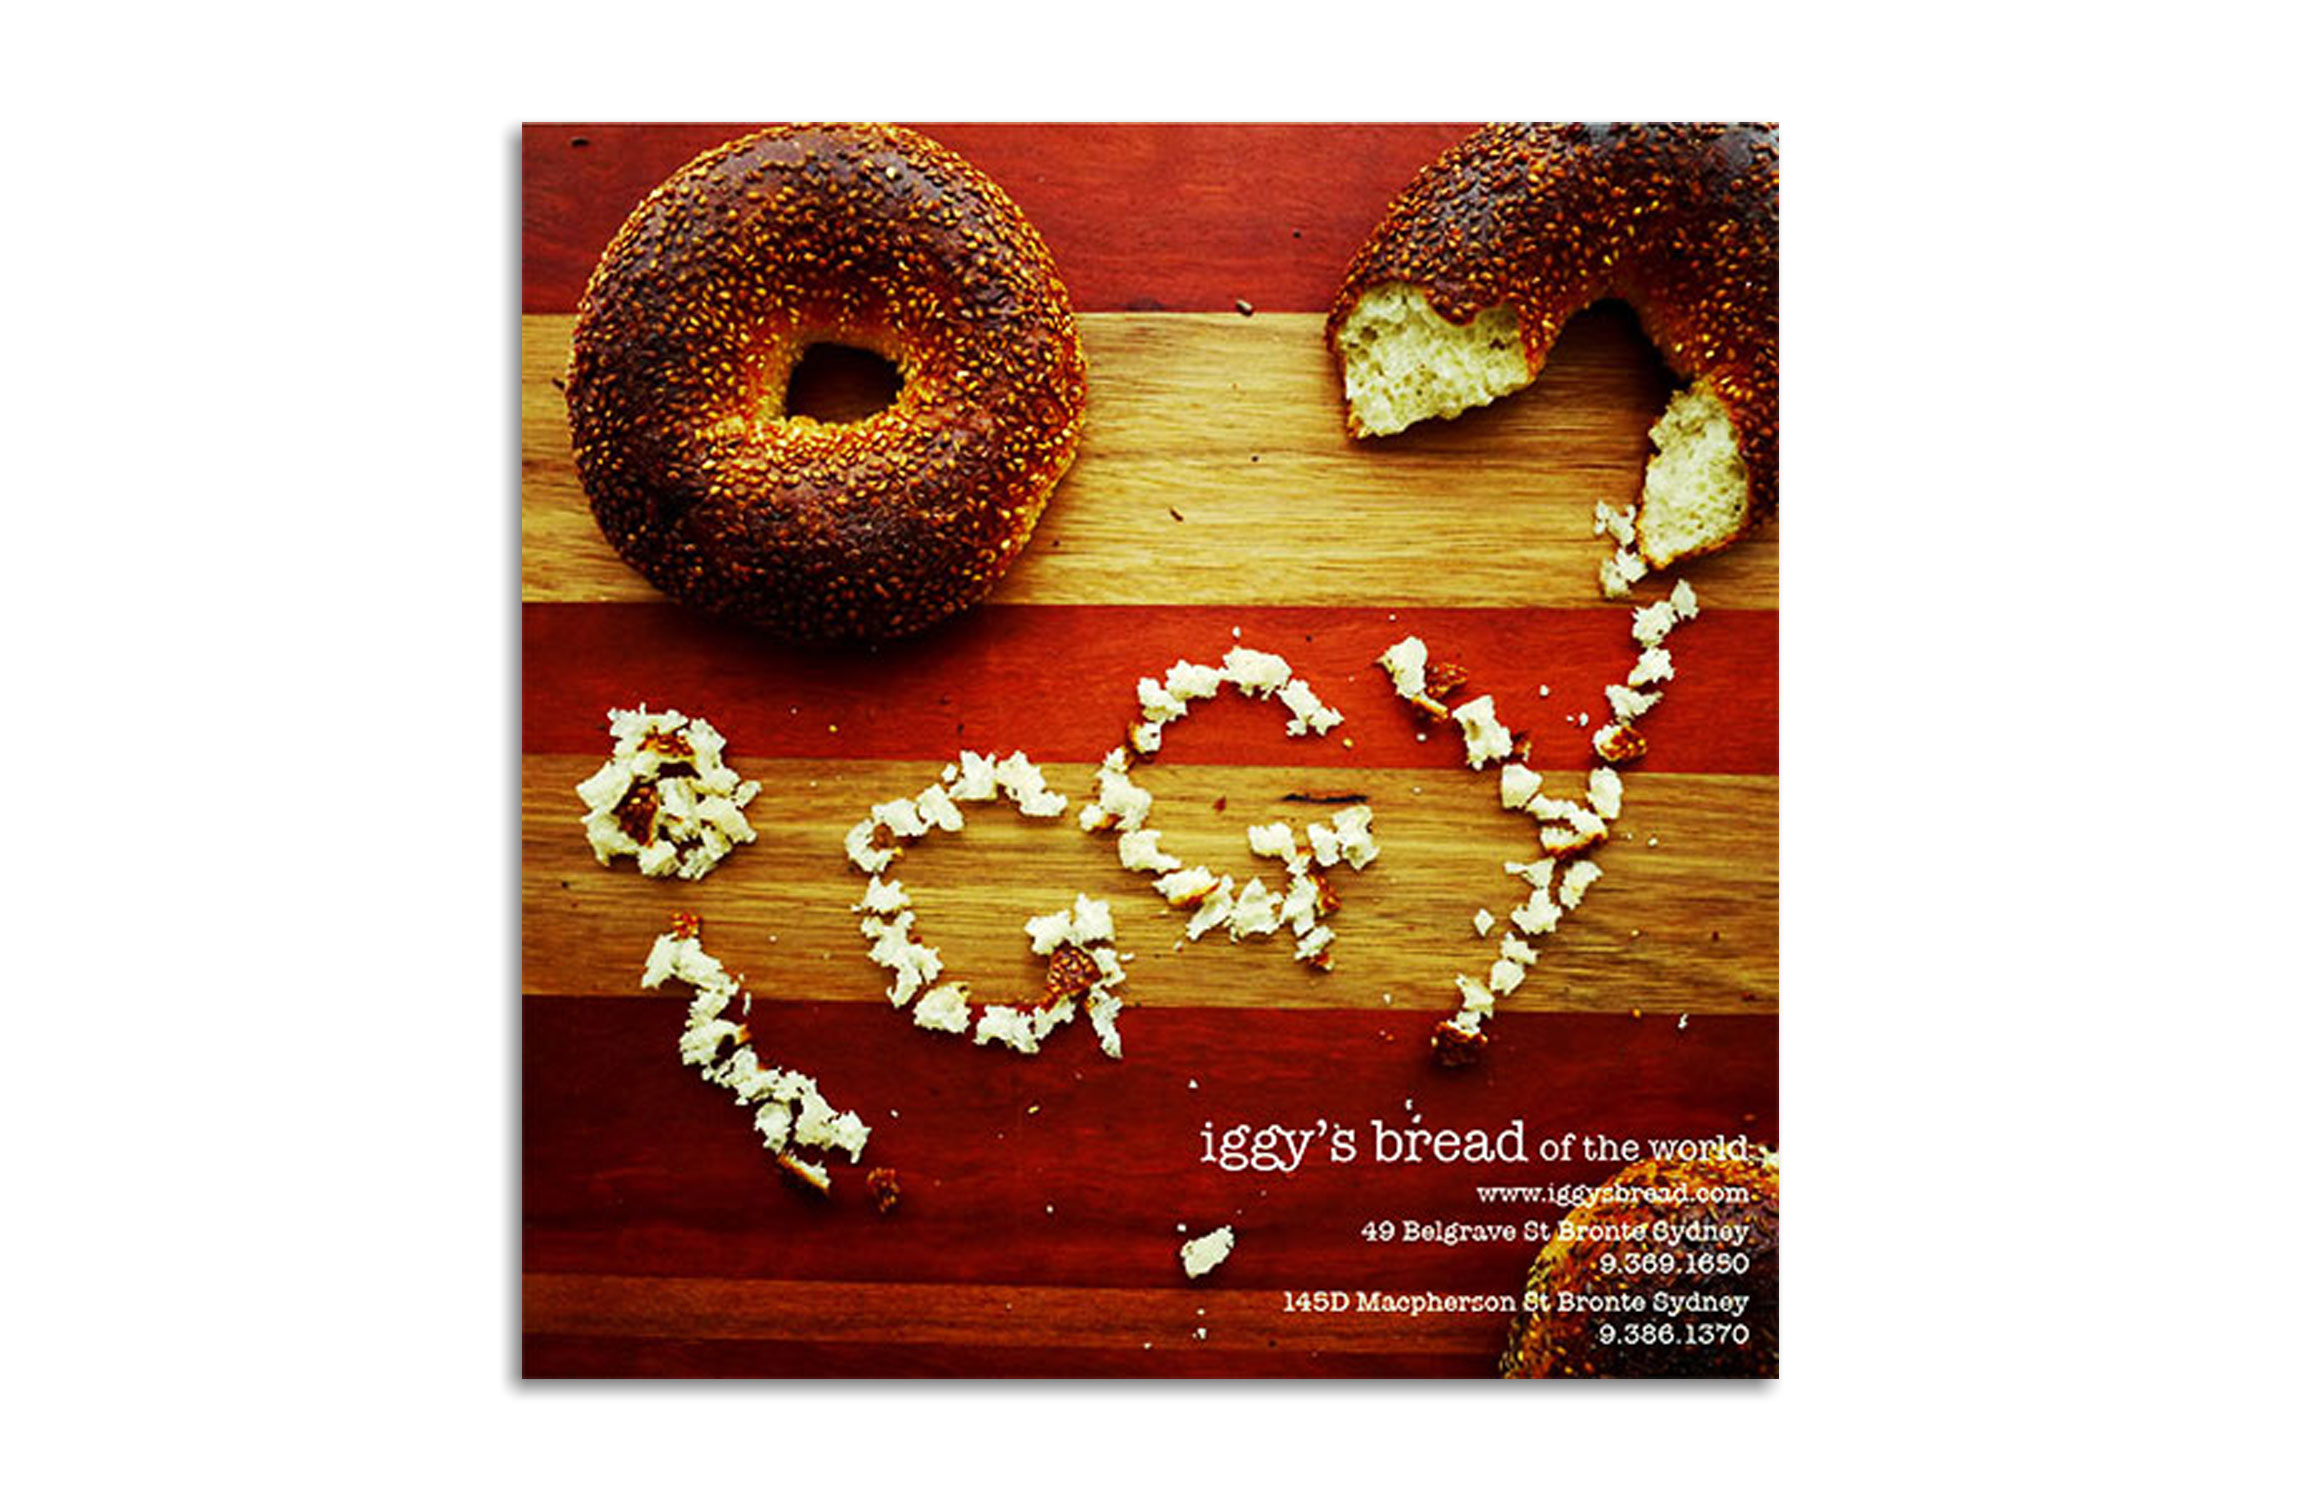 iGGY
iggy's bread of the world
www.iggysbread.com
49 Belgrave St Bronte Sydney
9.369.1650
145D Macpherson St Bronte Sydney
9.386.1370